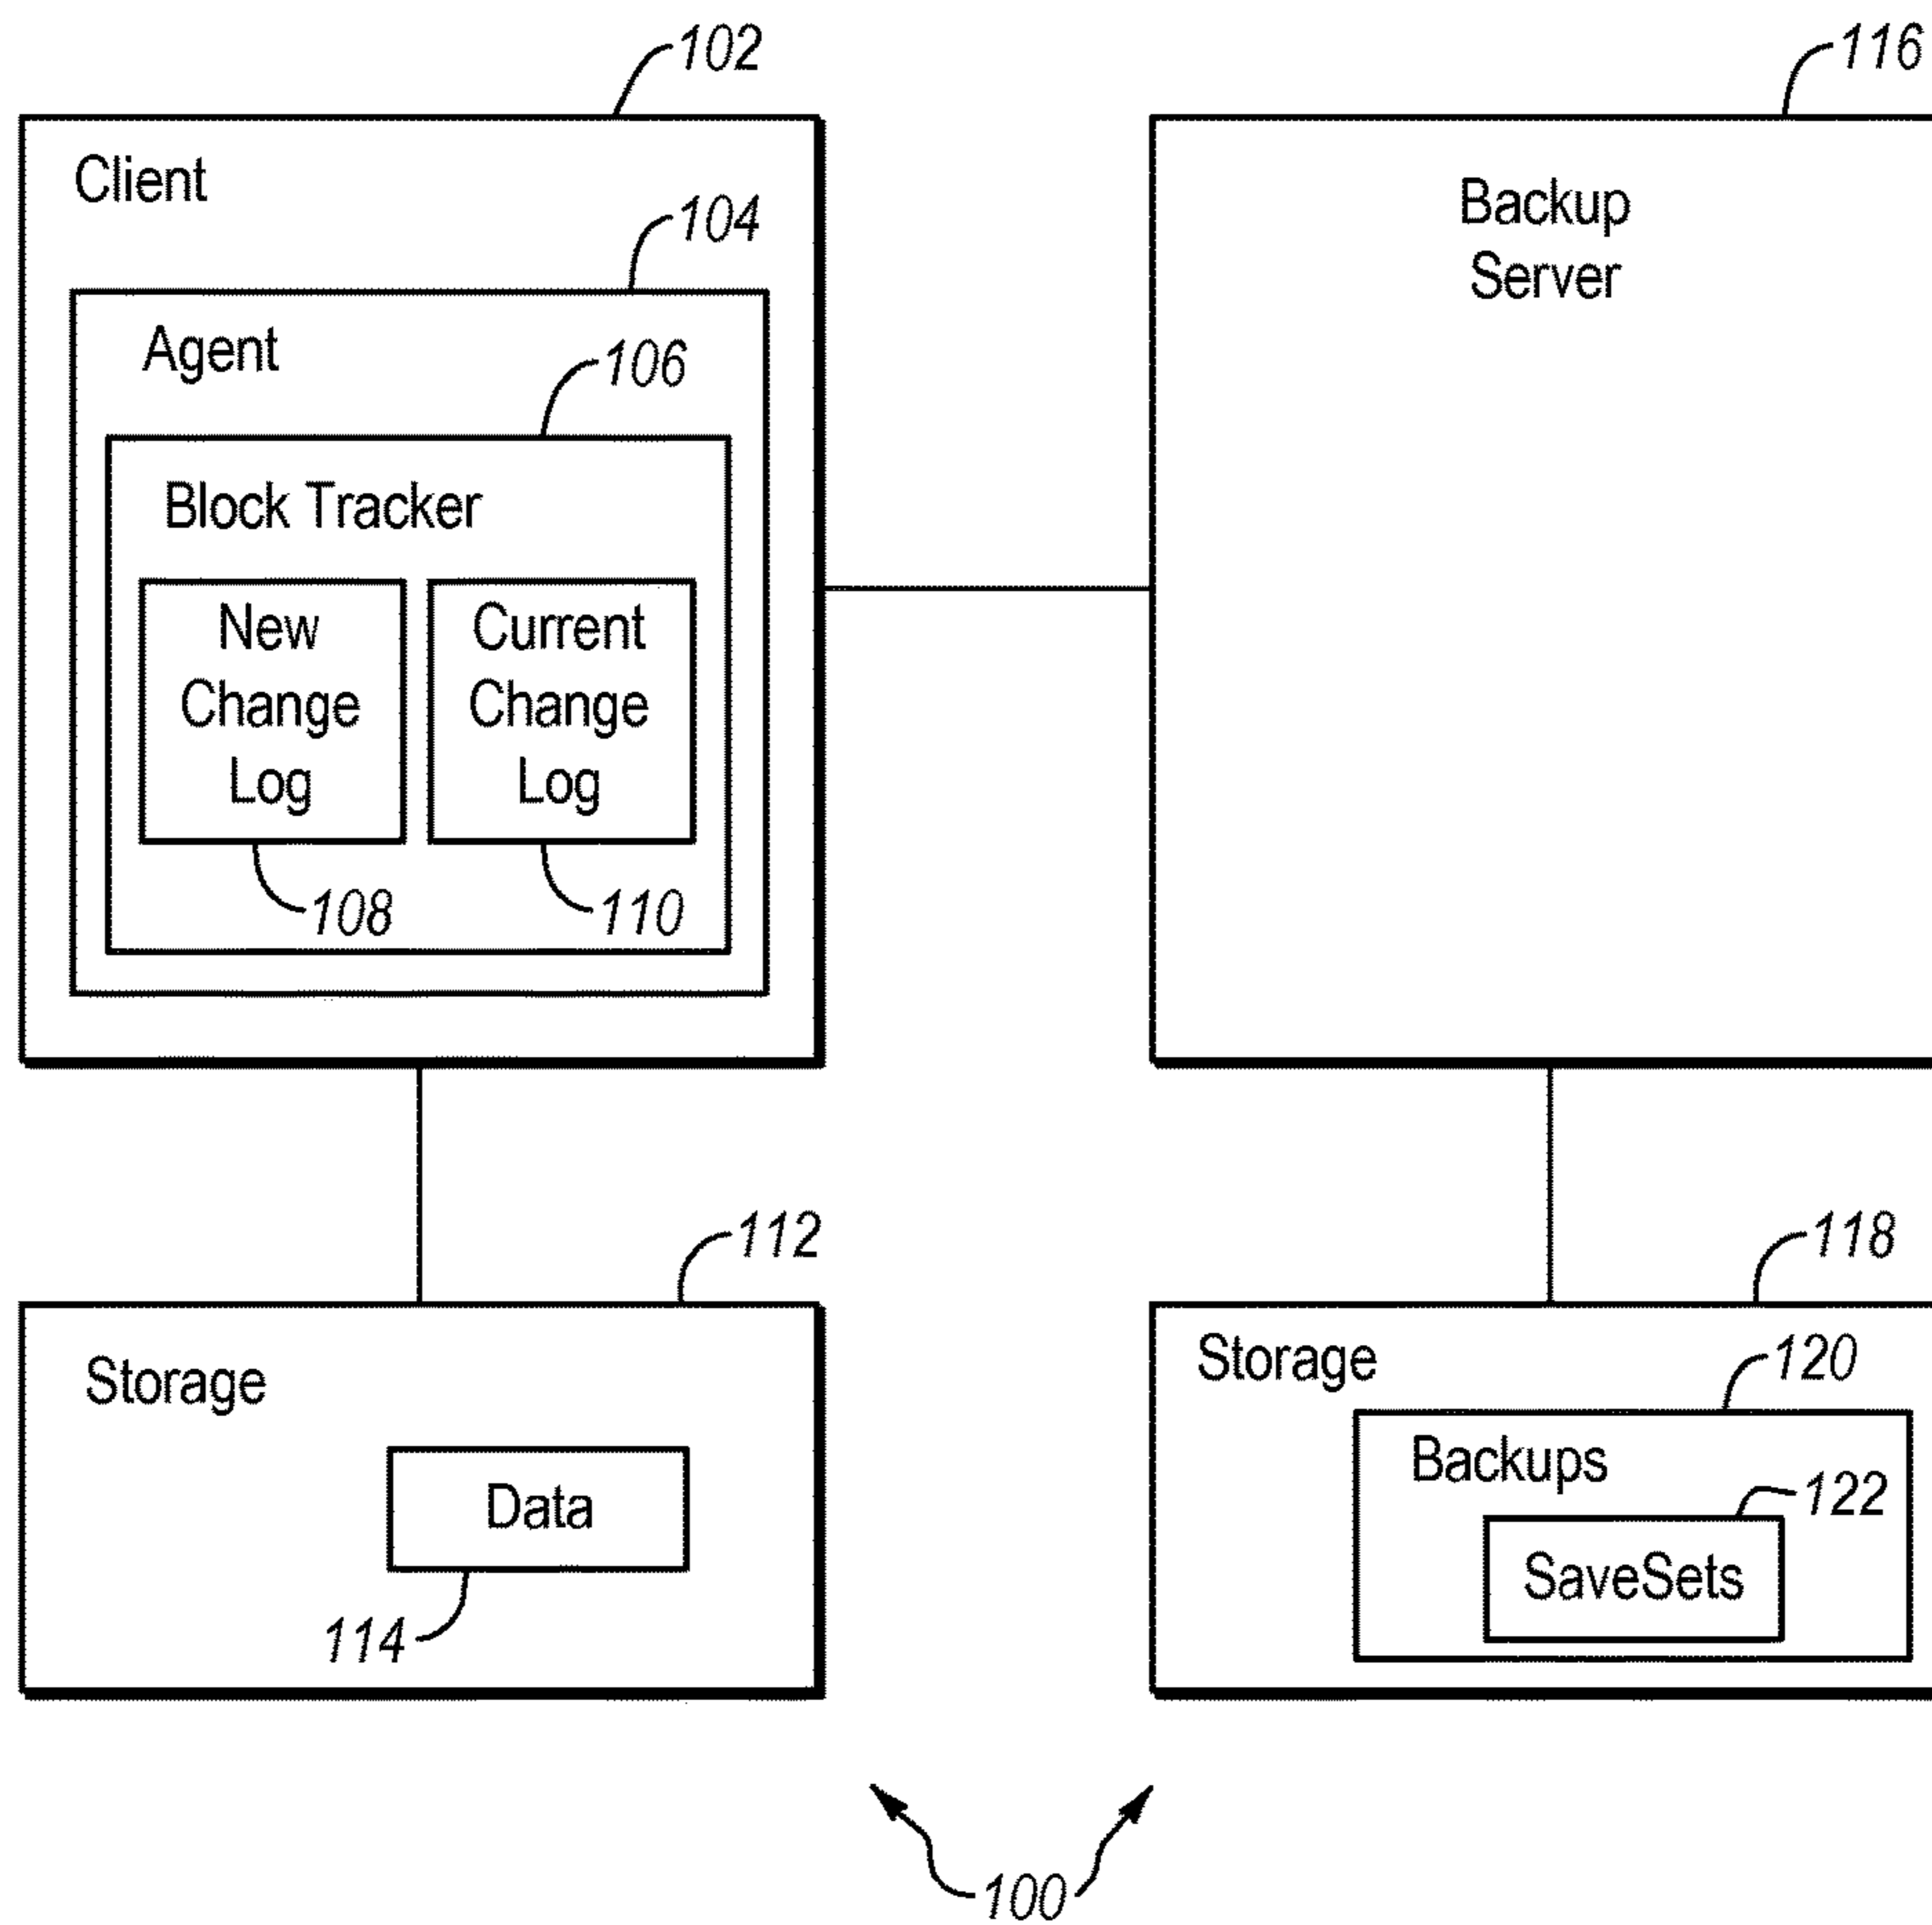 102
116
Client
Backup
Server
104
Agent
106
Block Tracker
New
Change
Log
Current
Change
Log
108
110
112
118
Storage
Data
114
Storage
120
Backups
122
SaveSets
100